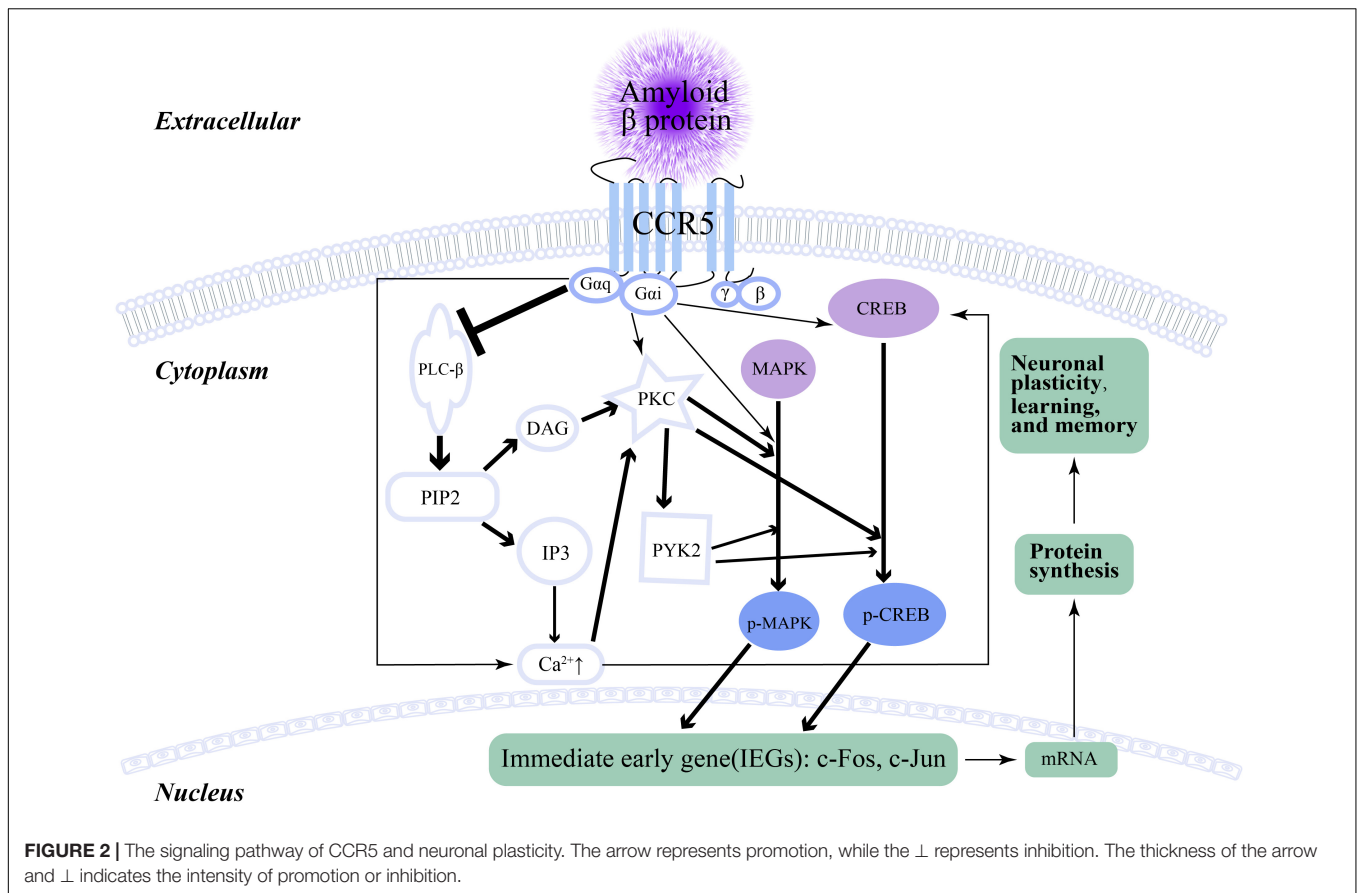 Extracellular
Amyloid
β protein
CCR5
Gαq
Gαi
γ
β
CREB
PLC-β
Cytoplasm
MAPK
PKC
DAG
Neuronal
plasticity,
learning,
and memory
PIP2
IP3
PYK2
Protein
synthesis
p-MAPK
p-CREB
Ca²⁺↑
Immediate early gene(IEGs): c-Fos, c-Jun
mRNA
Nucleus
FIGURE 2 | The signaling pathway of CCR5 and neuronal plasticity. The arrow represents promotion, while the ⊥ represents inhibition. The thickness of the arrow
and ⊥ indicates the intensity of promotion or inhibition.